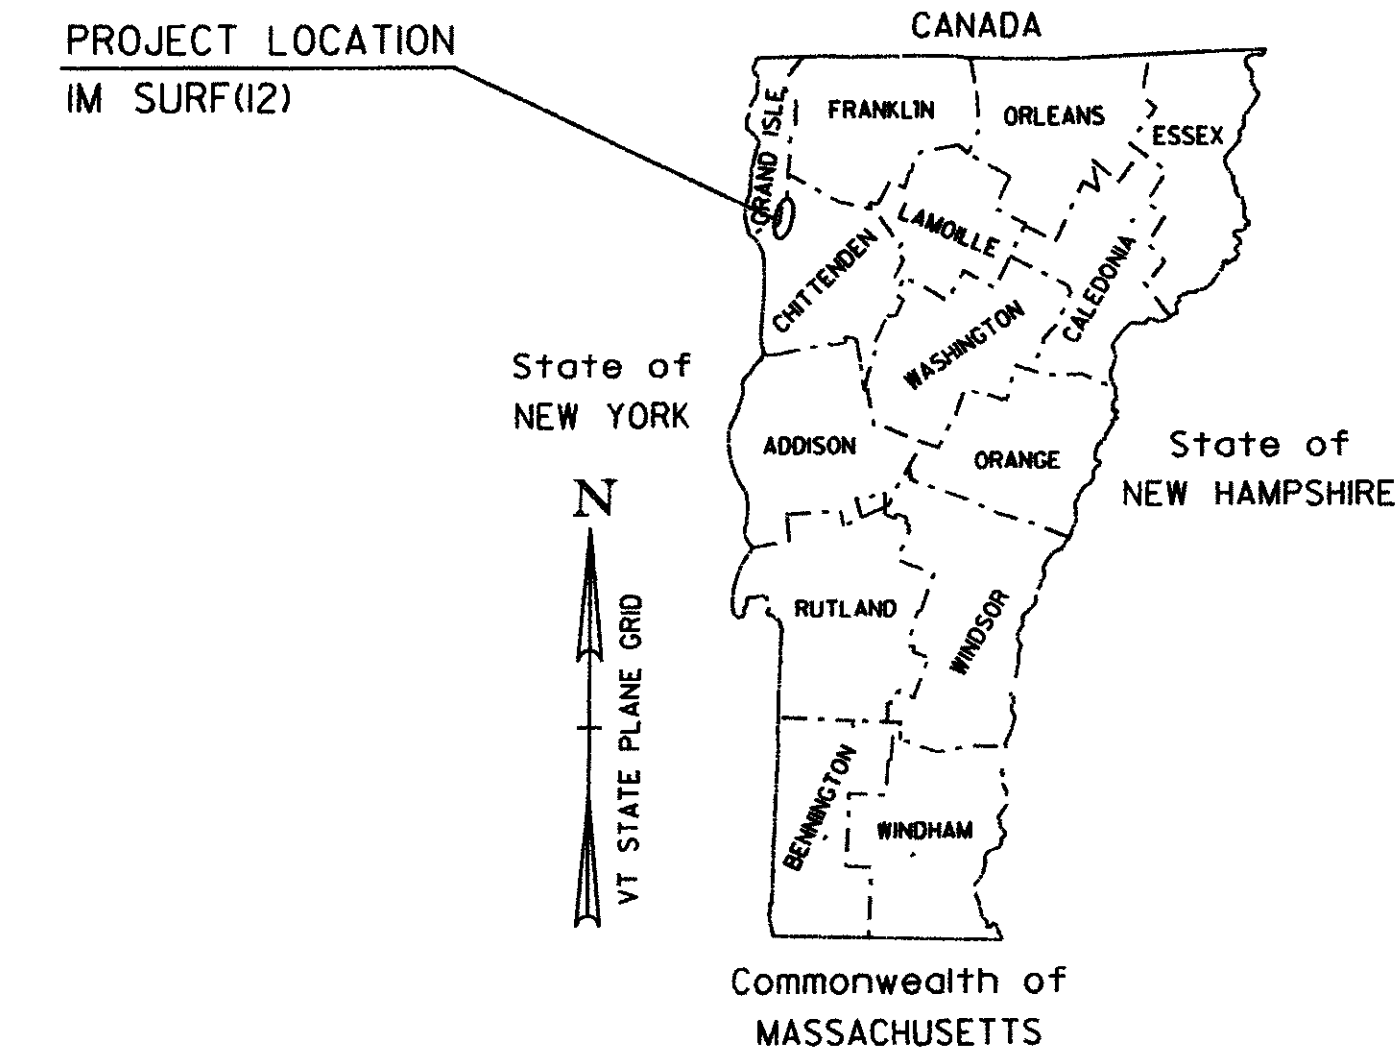 PROJECT LOCATION
IM SURF(12)
CANADA
GRAND ISLE
FRANKLIN
ORLEANS
ESSEX
LAMOILLE
CHITTENDEN
CALEDONIA
WASHINGTON
State of
NEW YORK
ADDISON
ORANGE
State of
NEW HAMPSHIRE
N
VT STATE PLANE GRID
RUTLAND
WINDSOR
BENNINGTON
WINDHAM
Commonwealth of
MASSACHUSETTS